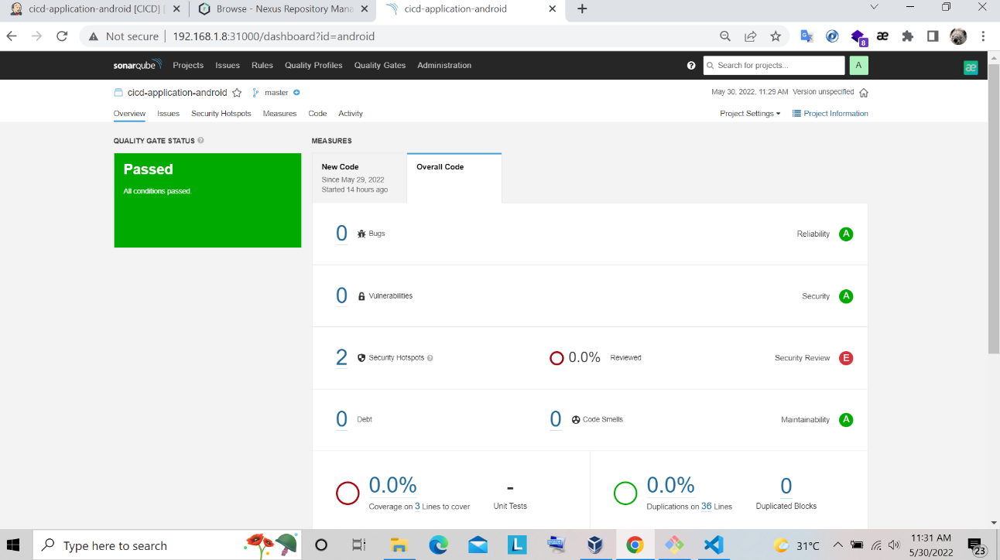 cicd-application-android [CICD]
Browse - Nexus Repository Mana
cicd-application-android
Not secure
192.168.1.8:31000/dashboard?id=android
8
æ
sonarqube
Projects
Issues
Rules
Quality Profiles
Quality Gates
Administration
?
Search for projects...
A
æ
cicd-application-android
master
May 30, 2022, 11:29 AM Version unspecified
Overview
Issues
Security Hotspots
Measures
Code
Activity
Project Settings
Project Information
QUALITY GATE STATUS ?
MEASURES
Passed
All conditions passed.
New Code
Since May 29, 2022
Started 14 hours ago
Overall Code
0 Bugs
Reliability A
0 Vulnerabilities
Security A
2 Security Hotspots ?
0.0% Reviewed
Security Review E
0 Debt
0 Code Smells
Maintainability A
0.0%
Coverage on 3 Lines to cover
-
Unit Tests
0.0%
Duplications on 36 Lines
0
Duplicated Blocks
Type here to search
L
31°C
11:31 AM
5/30/2022
23